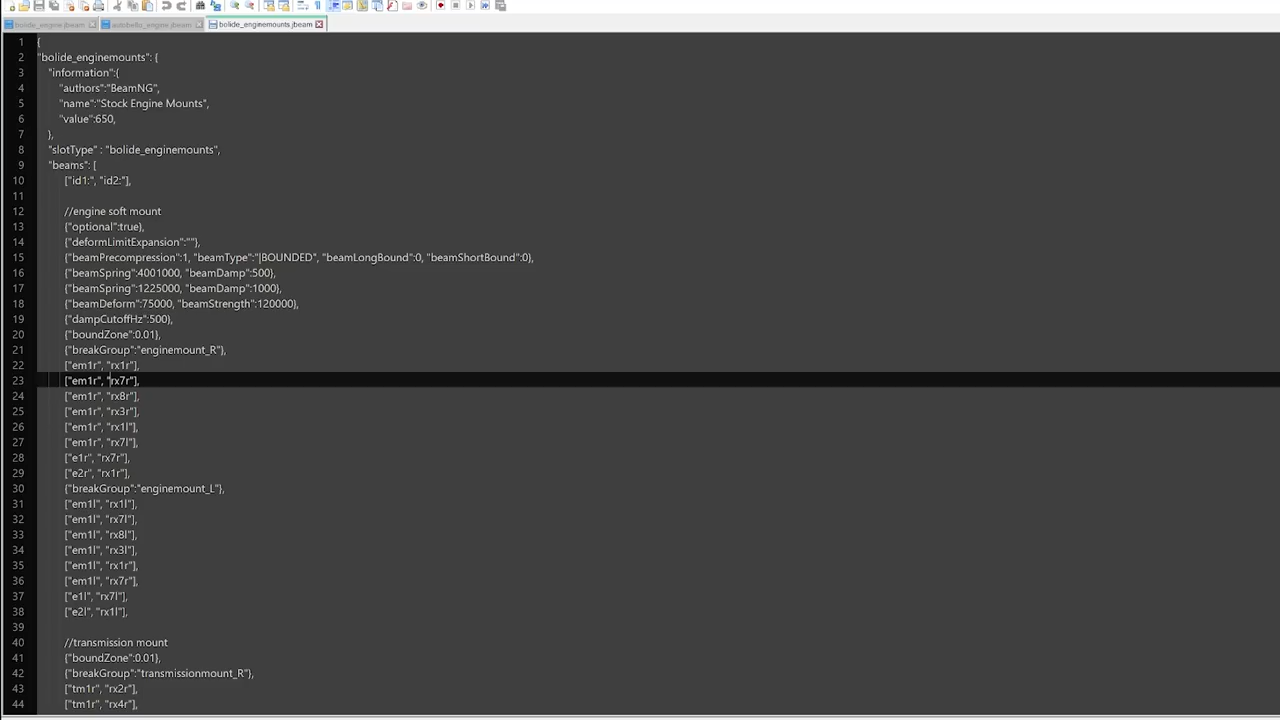 bolide_engine.jbeam autobello_engine.jbeam bolide_enginemounts.jbeam
1 {
2 "bolide_enginemounts": {
3 "information":{
4 "authors":"BeamNG",
5 "name":"Stock Engine Mounts",
6 "value":650,
7 },
8 "slotType" : "bolide_enginemounts",
9 "beams": [
10 ["id1:", "id2:"],
11
12 //engine soft mount
13 {"optional":true},
14 {"deformLimitExpansion":""},
15 {"beamPrecompression":1, "beamType":"|BOUNDED", "beamLongBound":0, "beamShortBound":0},
16 {"beamSpring":4001000, "beamDamp":500},
17 {"beamSpring":1225000, "beamDamp":1000},
18 {"beamDeform":75000, "beamStrength":120000},
19 {"dampCutoffHz":500},
20 {"boundZone":0.01},
21 {"breakGroup":"enginemount_R"},
22 ["em1r", "rx1r"],
23 ["em1r", "rx7r"],
24 ["em1r", "rx8r"],
25 ["em1r", "rx3r"],
26 ["em1r", "rx1l"],
27 ["em1r", "rx7l"],
28 ["e1r", "rx7r"],
29 ["e2r", "rx1r"],
30 {"breakGroup":"enginemount_L"},
31 ["em1l", "rx1l"],
32 ["em1l", "rx7l"],
33 ["em1l", "rx8l"],
34 ["em1l", "rx3l"],
35 ["em1l", "rx1r"],
36 ["em1l", "rx7r"],
37 ["e1l", "rx7l"],
38 ["e2l", "rx1l"],
39
40 //transmission mount
41 {"boundZone":0.01},
42 {"breakGroup":"transmissionmount_R"},
43 ["tm1r", "rx2r"],
44 ["tm1r", "rx4r"],